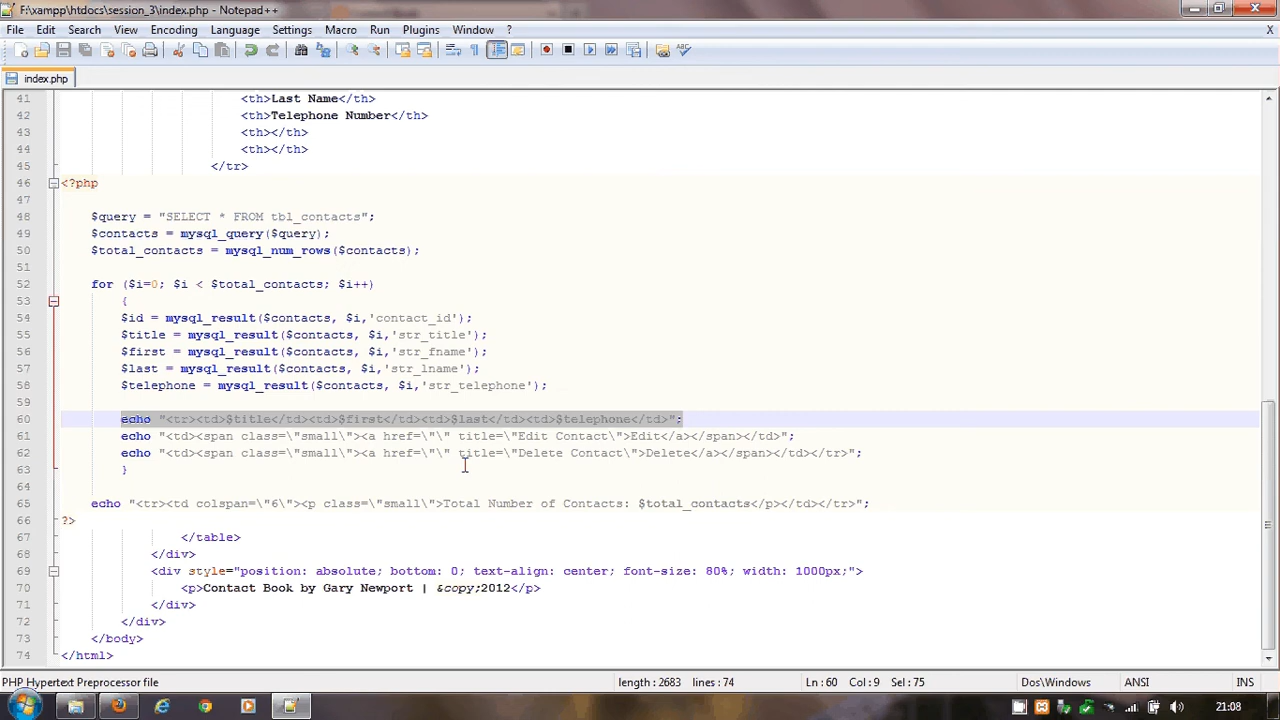 F:\xampp\htdocs\session_3\index.php - Notepad++
File Edit Search View Encoding Language Settings Macro Run Plugins Window ? X
index.php
41 <th>Last Name</th>
42 <th>Telephone Number</th>
43 <th></th>
44 <th></th>
45 </tr>
46 <?php
47
48 $query = "SELECT * FROM tbl_contacts";
49 $contacts = mysql_query($query);
50 $total_contacts = mysql_num_rows($contacts);
51
52 for ($i=0; $i < $total_contacts; $i++)
53 {
54 $id = mysql_result($contacts, $i,'contact_id');
55 $title = mysql_result($contacts, $i,'str_title');
56 $first = mysql_result($contacts, $i,'str_fname');
57 $last = mysql_result($contacts, $i,'str_lname');
58 $telephone = mysql_result($contacts, $i,'str_telephone');
59
60 echo "<tr><td>$title</td><td>$first</td><td>$last</td><td>$telephone</td>";
61 echo "<td><span class=\"small\"><a href=\"\" title=\"Edit Contact\">Edit</a></span></td>";
62 echo "<td><span class=\"small\"><a href=\"\" title=\"Delete Contact\">Delete</a></span></td></tr>";
63 }
64
65 echo "<tr><td colspan=\"6\"><p class=\"small\">Total Number of Contacts: $total_contacts</p></td></tr>";
66 ?>
67 </table>
68 </div>
69 <div style="position: absolute; bottom: 0; text-align: center; font-size: 80%; width: 1000px;">
70 <p>Contact Book by Gary Newport | &copy;2012</p>
71 </div>
72 </div>
73 </body>
74 </html>
PHP Hypertext Preprocessor file length : 2683 lines : 74 Ln : 60 Col : 9 Sel : 75 Dos\Windows ANSI INS
21:08